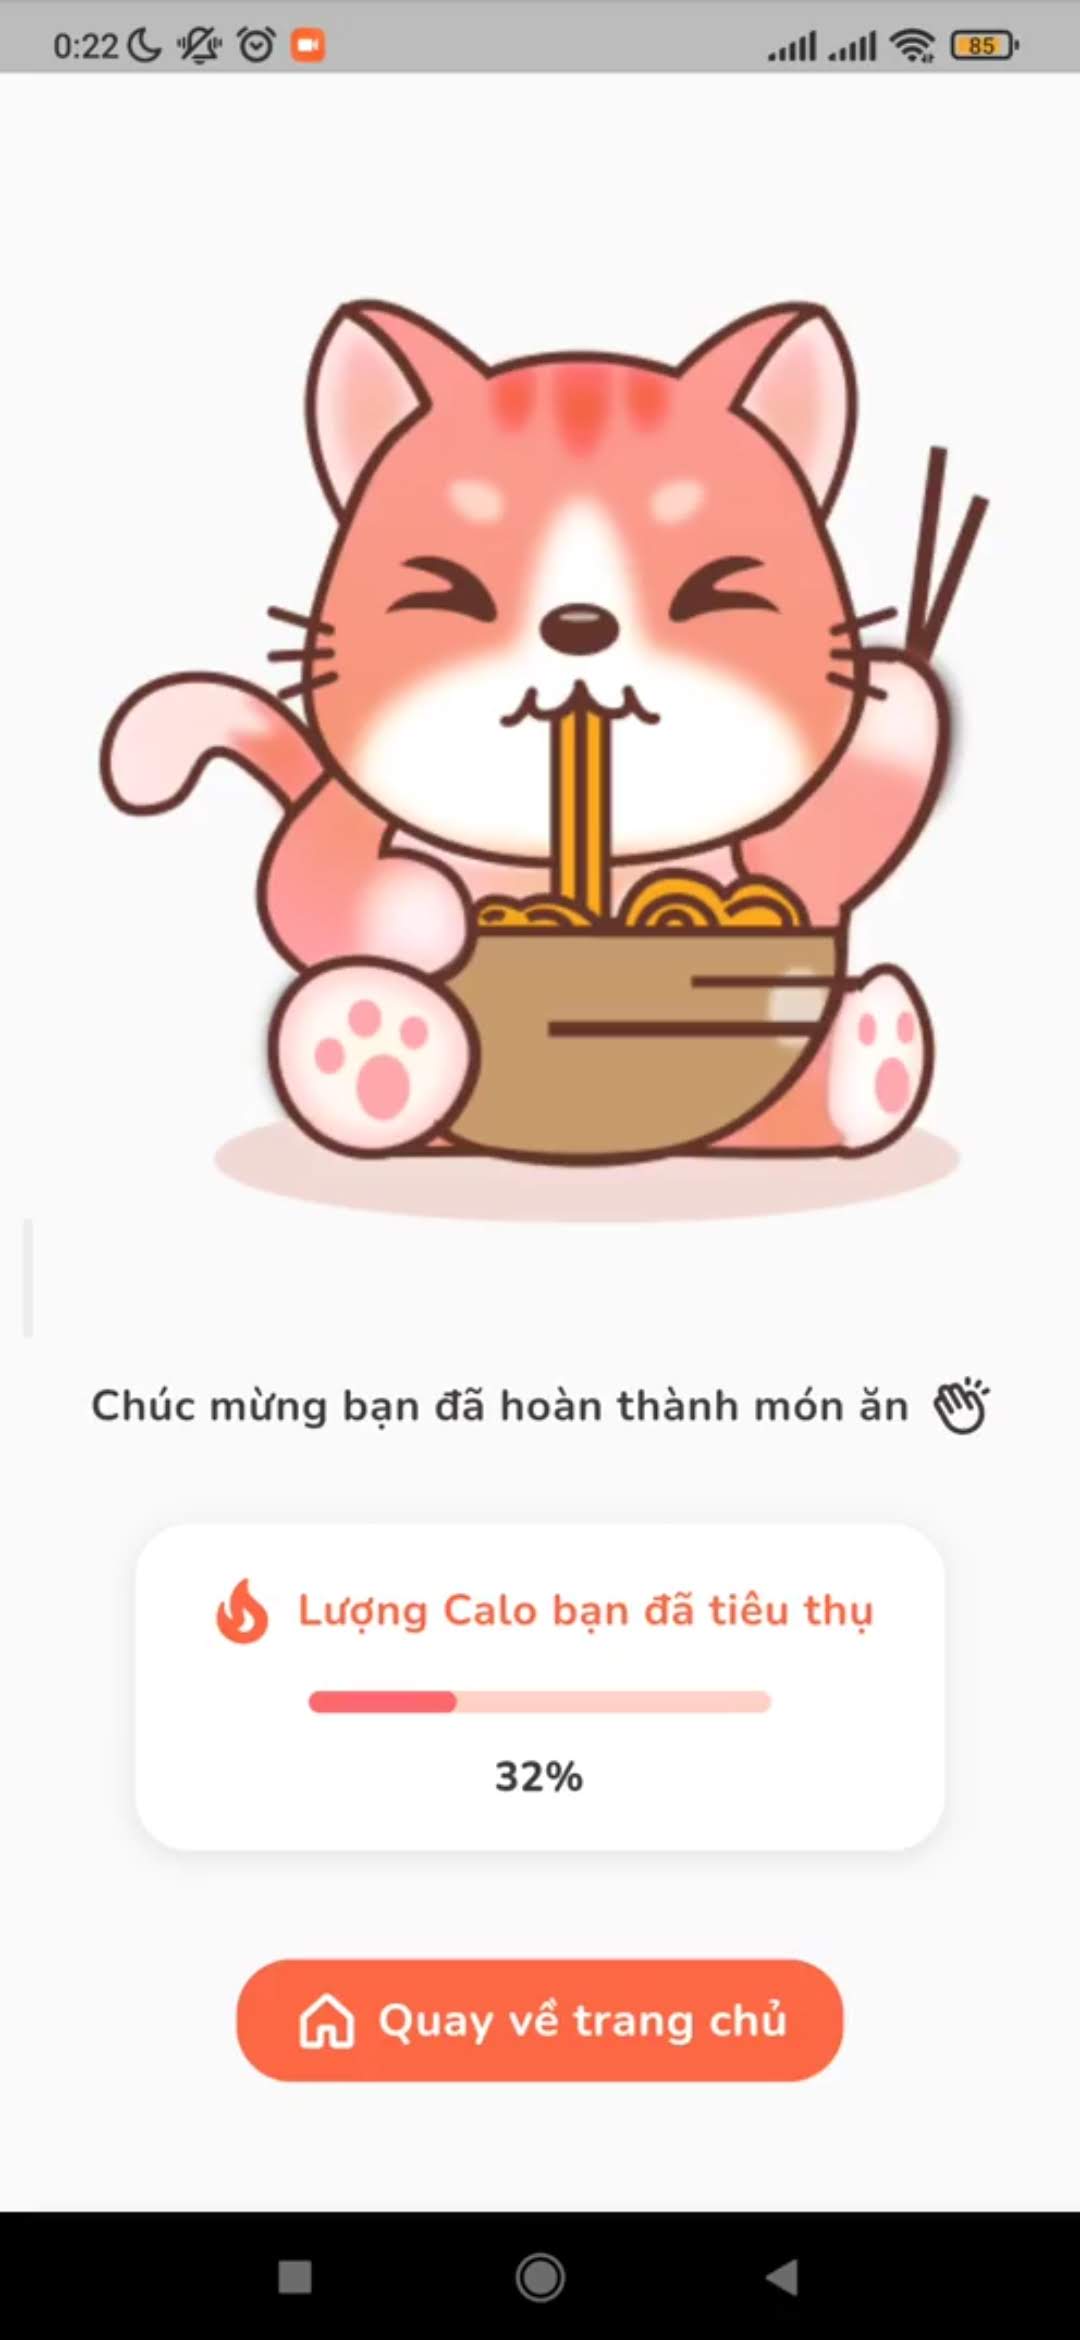 0:22
85
Chúc mừng bạn đã hoàn thành món ăn
Lượng Calo bạn đã tiêu thụ
32%
Quay về trang chủ